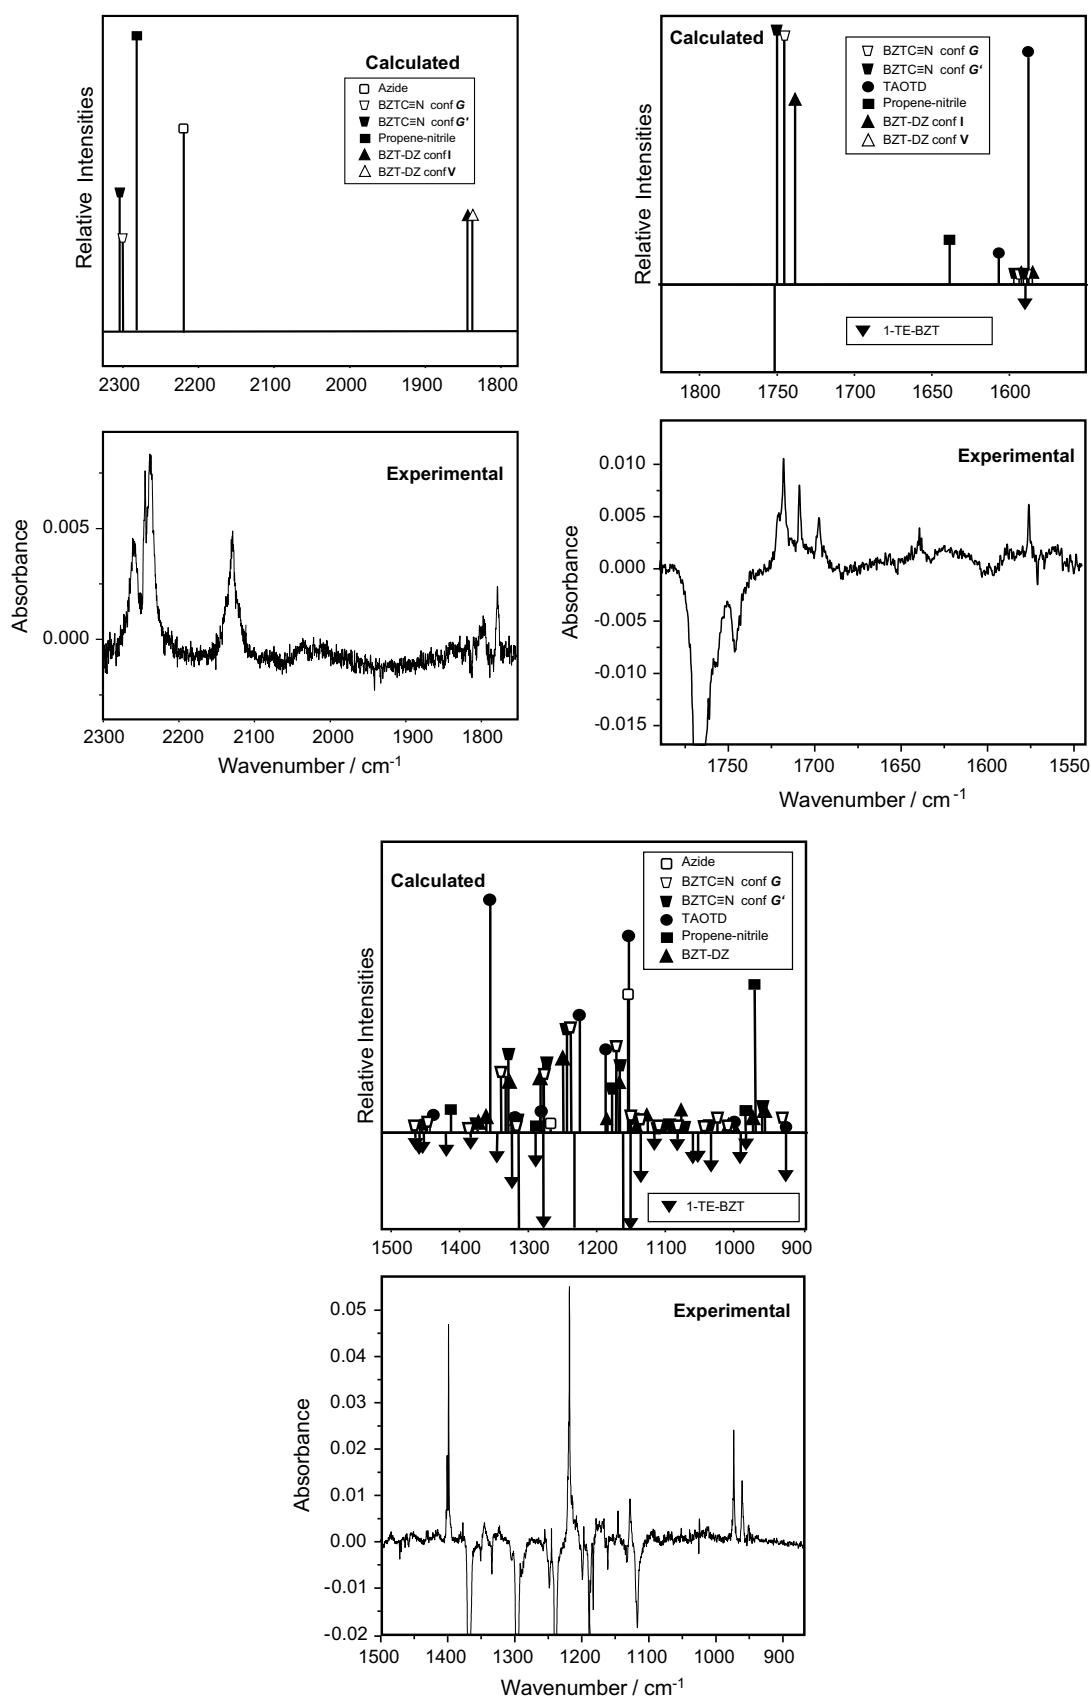 Calculated
Azide
BZTC≡N conf G
BZTC≡N conf G'
Propene-nitrile
BZT-DZ conf I
BZT-DZ conf V
Relative Intensities
2300 2200 2100 2000 1900 1800
Calculated
BZTC≡N conf G
BZTC≡N conf G'
TAOTD
Propene-nitrile
BZT-DZ conf I
BZT-DZ conf V
Relative Intensities
1-TE-BZT
1800 1750 1700 1650 1600
Experimental
0.005
0.000
Absorbance
2300 2200 2100 2000 1900 1800
Wavenumber / cm-1
Experimental
0.010
0.005
0.000
-0.005
-0.010
-0.015
Absorbance
1750 1700 1650 1600 1550
Wavenumber / cm-1
Calculated
Azide
BZTC≡N conf G
BZTC≡N conf G'
TAOTD
Propene-nitrile
BZT-DZ
Relative Intensities
1-TE-BZT
1500 1400 1300 1200 1100 1000 900
Experimental
0.05
0.04
0.03
0.02
0.01
0.00
-0.01
-0.02
Absorbance
1500 1400 1300 1200 1100 1000 900
Wavenumber / cm-1